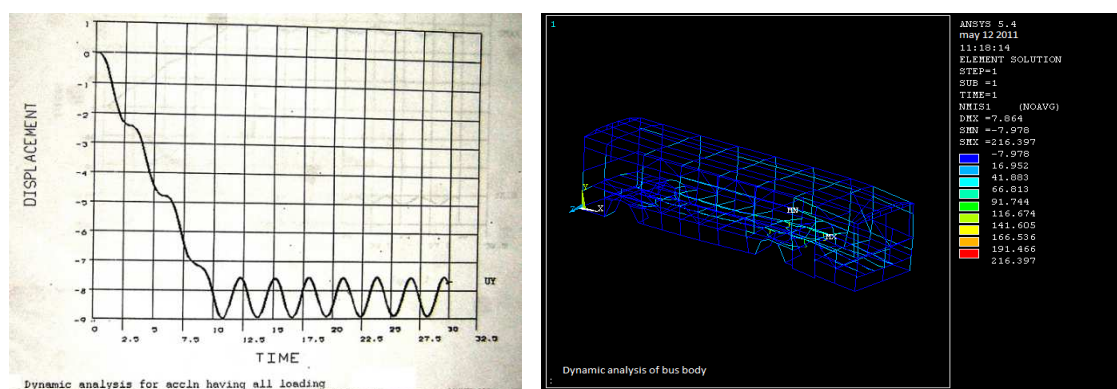 1
0
-1
-2
-3
-4
-5
-6
-7
-8
-9
DISPLACEMENT
UY
0 5 10 15 20 25 30
2.5 7.5 12.5 17.5 22.5 27.5 32.5
TIME
Dynamic analysis for accln having all loading
1
ANSYS 5.4
may 12 2011
11:18:14
ELEMENT SOLUTION
STEP=1
SUB =1
TIME=1
NMIS1 (NOAVG)
DMX =7.864
SMN =-7.978
SMX =216.397
-7.978
16.952
41.883
66.813
91.744
116.674
141.605
166.536
191.466
216.397
Y
Z X
MN
MX
Dynamic analysis of bus body